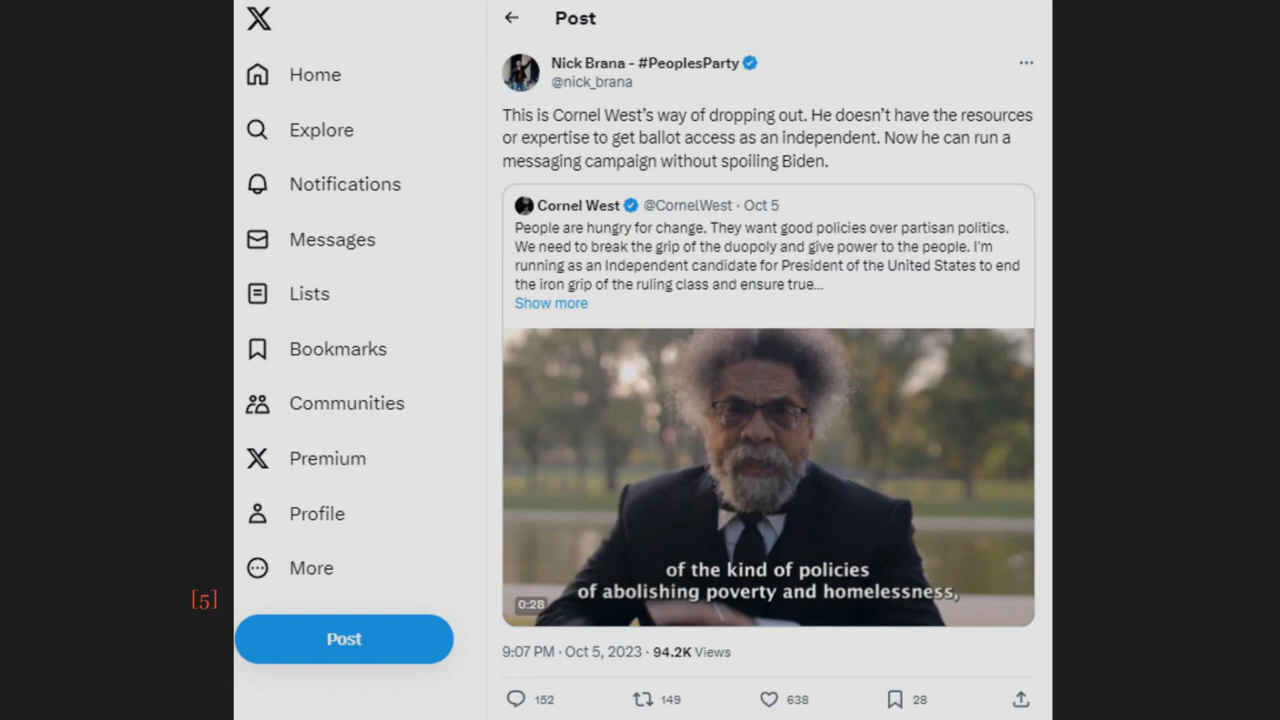 X
Home
Explore
Notifications
Messages
Lists
Bookmarks
Communities
Premium
Profile
More
[5]
Post
Post
Nick Brana - #PeoplesParty
@nick_brana
This is Cornel West's way of dropping out. He doesn't have the resources
or expertise to get ballot access as an independent. Now he can run a
messaging campaign without spoiling Biden.
Cornel West @CornelWest · Oct 5
People are hungry for change. They want good policies over partisan politics.
We need to break the grip of the duopoly and give power to the people. I'm
running as an Independent candidate for President of the United States to end
the iron grip of the ruling class and ensure true...
Show more
of the kind of policies
of abolishing poverty and homelessness,
0:28
9:07 PM · Oct 5, 2023 · 94.2K Views
152 149 638 28